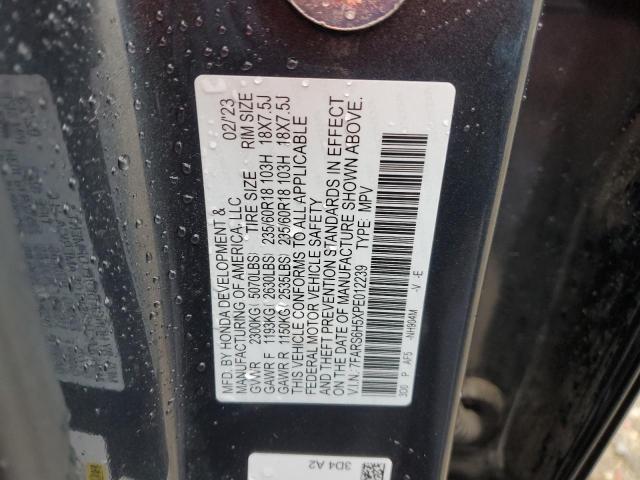 MFD. BY HONDA DEVELOPMENT & 02/'23
MANUFACTURING OF AMERICA, LLC
TIRE SIZE RIM SIZE
GVWR 2300KG( 5070LBS)
GAWR F 1193KG( 2630LBS) 235/60R18 103H 18X7.5J
GAWR R 1150KG( 2535LBS) 235/60R18 103H 18X7.5J
THIS VEHICLE CONFORMS TO ALL APPLICABLE
FEDERAL MOTOR VEHICLE SAFETY
AND THEFT PREVENTION STANDARDS IN EFFECT
ON THE DATE OF MANUFACTURE SHOWN ABOVE.
V.I.N.: 7FARS6H5XPE012239 TYPE: MPV
3D0 P AF5 -NH904M -V -E
3D4 A2